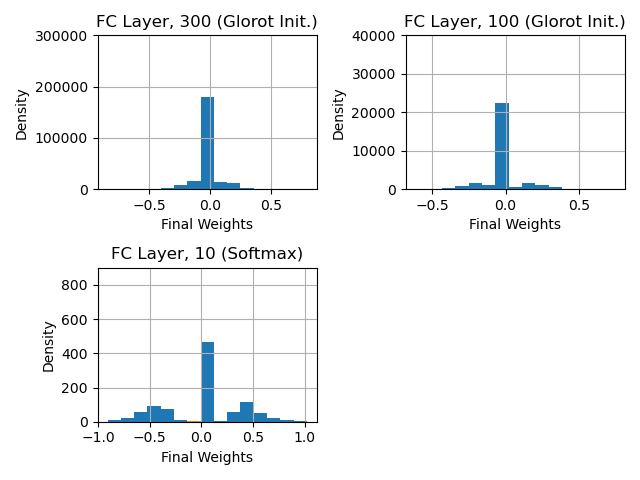 FC Layer, 300 (Glorot Init.)
300000
200000
100000
0
Density
−0.5
0.0
0.5
Final Weights
FC Layer, 100 (Glorot Init.)
40000
30000
20000
10000
0
Density
−0.5
0.0
0.5
Final Weights
FC Layer, 10 (Softmax)
800
600
400
200
0
Density
−1.0
−0.5
0.0
0.5
1.0
Final Weights